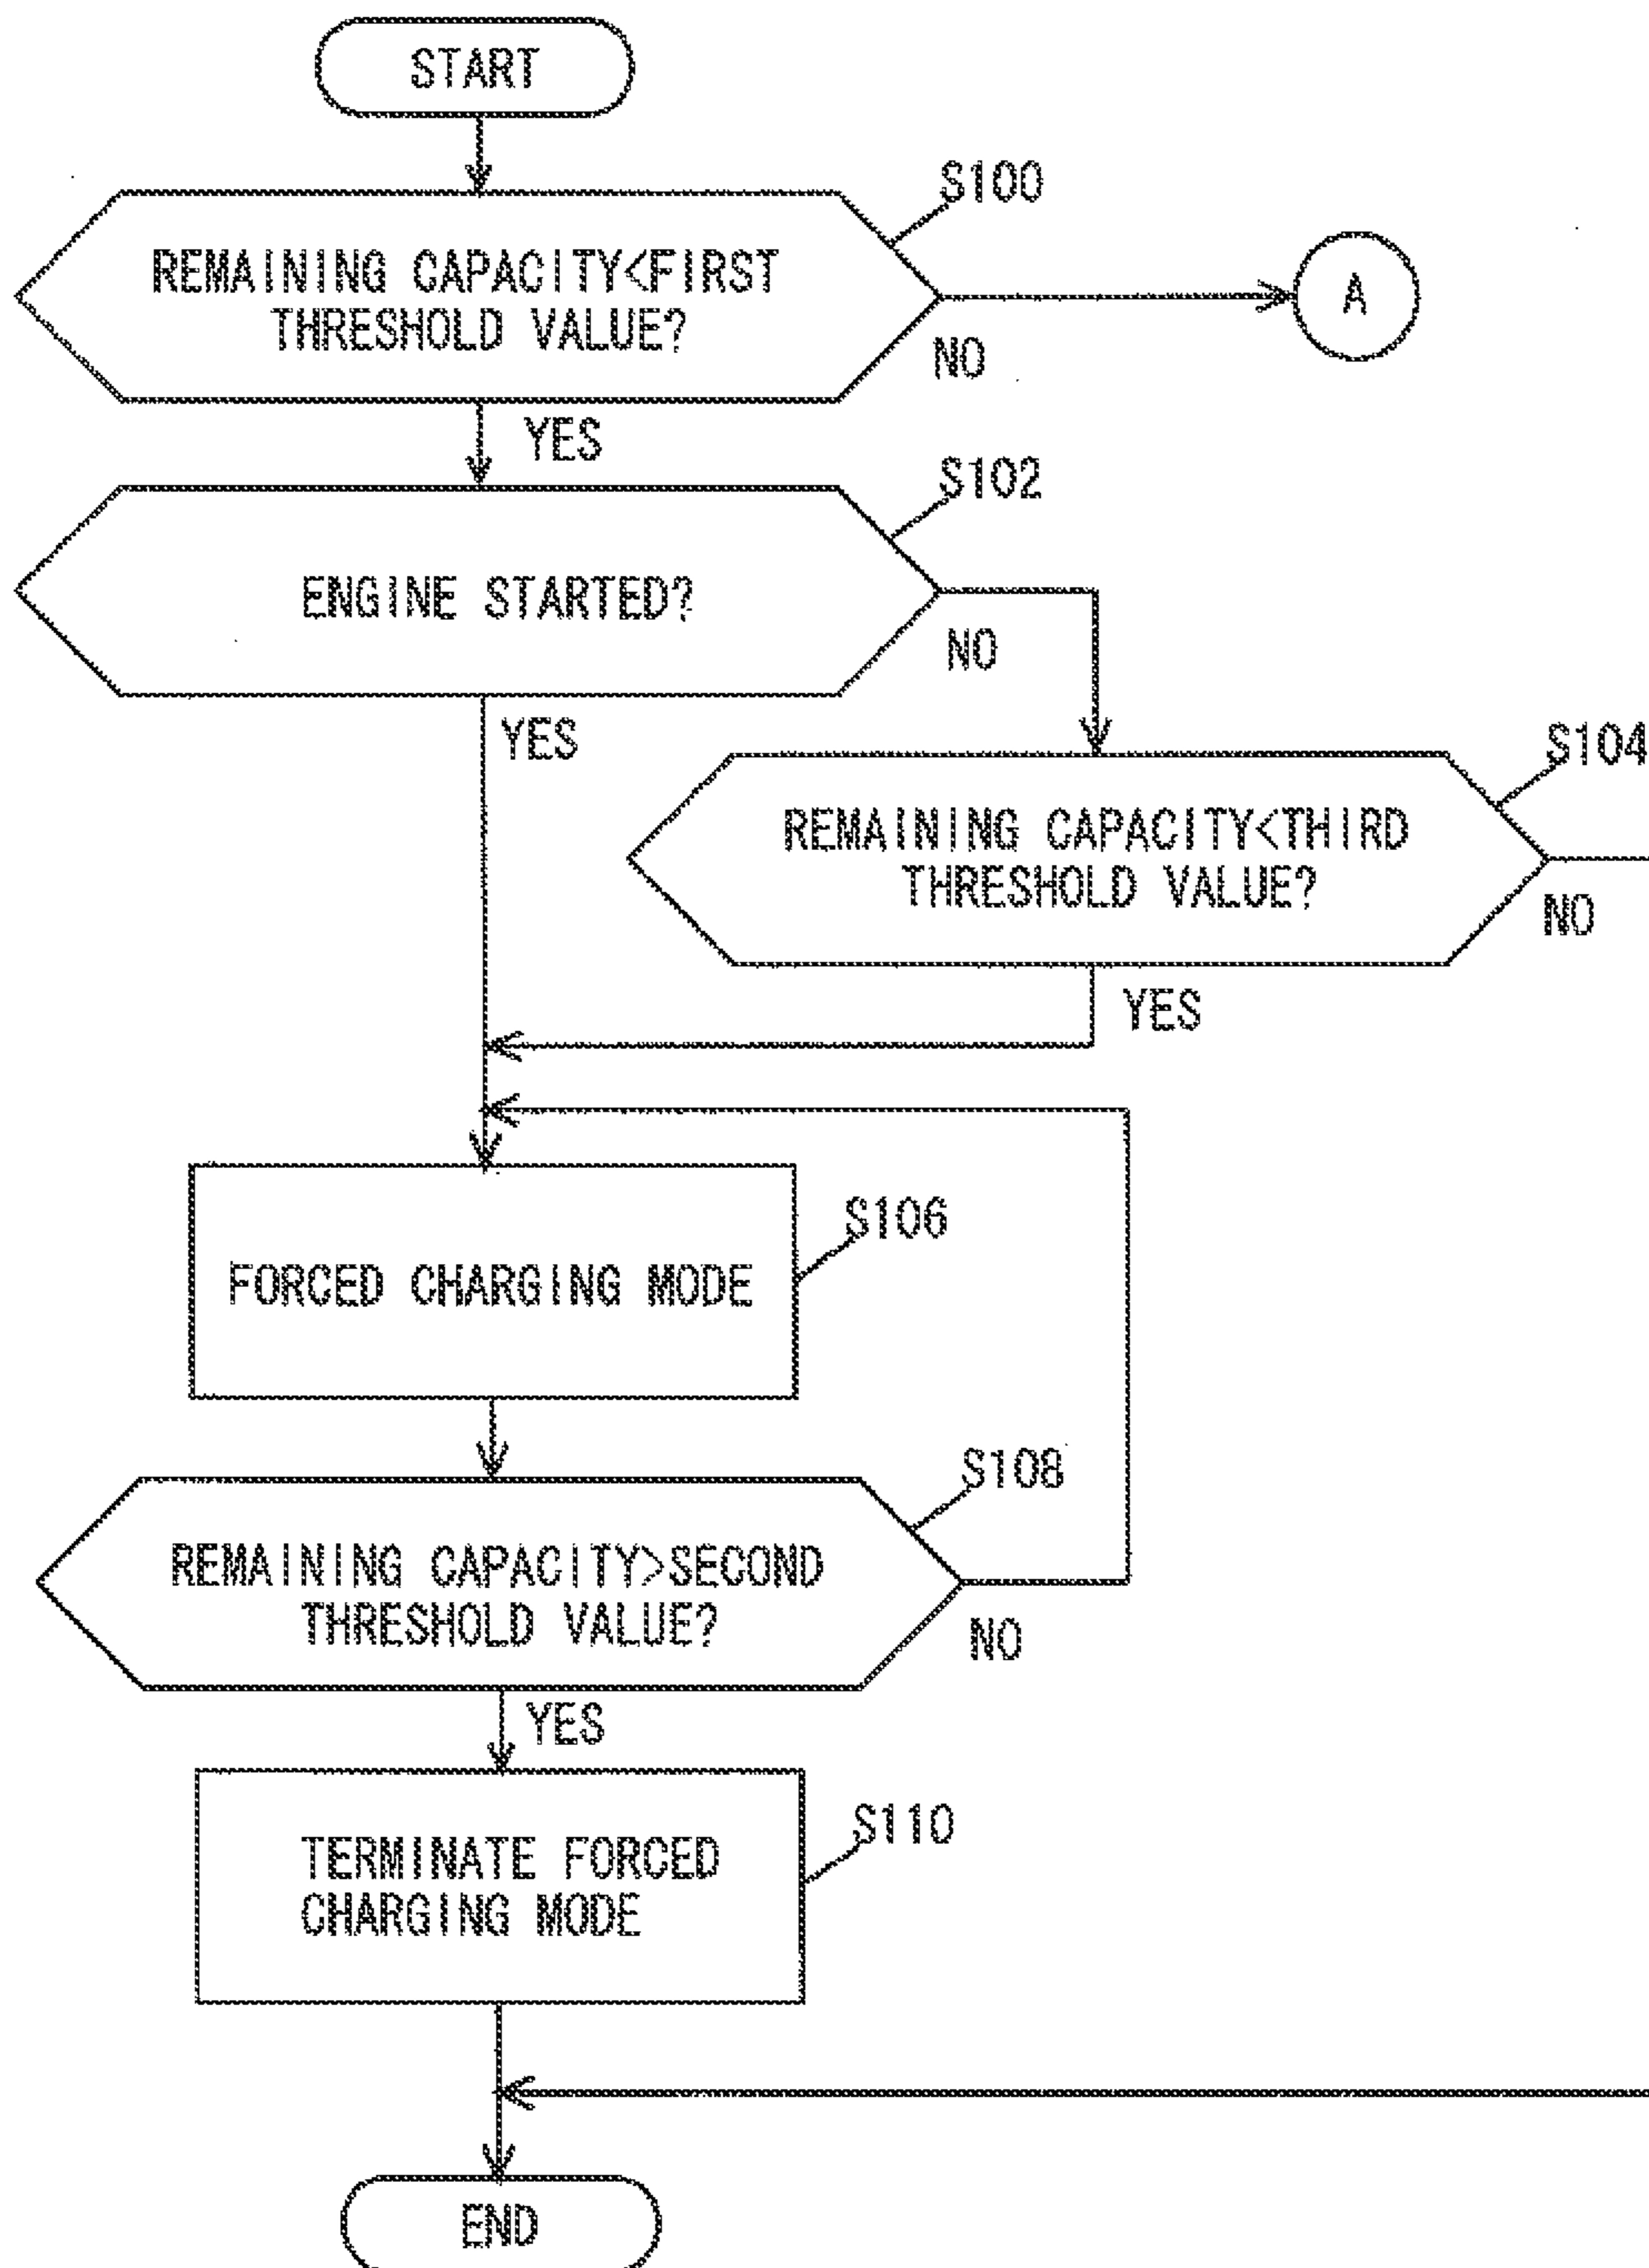 START
S100
REMAINING CAPACITY<FIRST
THRESHOLD VALUE?
A
NO
YES
S102
ENGINE STARTED?
NO
YES
S104
REMAINING CAPACITY<THIRD
THRESHOLD VALUE?
NO
YES
S106
FORCED CHARGING MODE
S108
REMAINING CAPACITY>SECOND
THRESHOLD VALUE?
NO
YES
S110
TERMINATE FORCED
CHARGING MODE
END